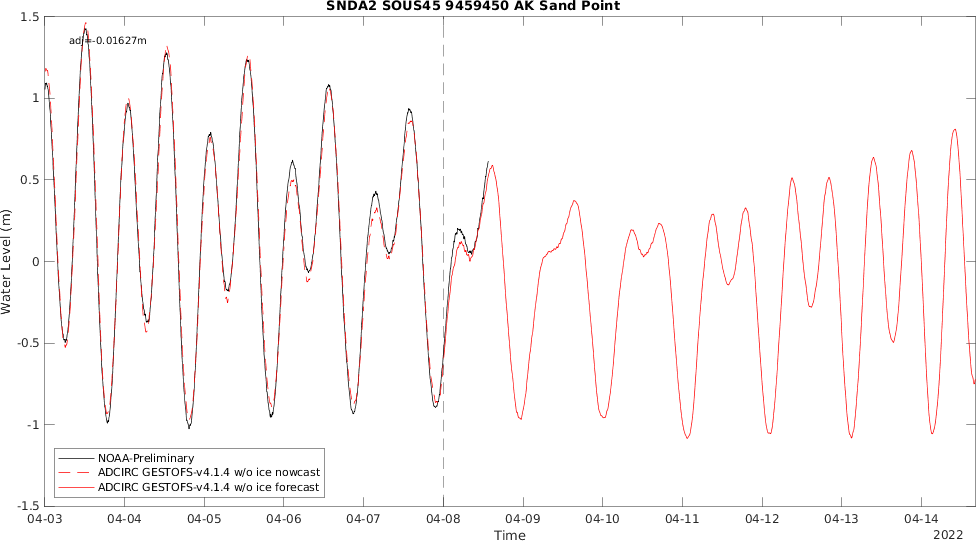 SNDA2 SOUS45 9459450 AK Sand Point
1.5
adj=-0.01627m
1
0.5
0
-0.5
-1
-1.5
Water Level (m)
NOAA-Preliminary
ADCIRC GESTOFS-v4.1.4 w/o ice nowcast
ADCIRC GESTOFS-v4.1.4 w/o ice forecast
04-03 04-04 04-05 04-06 04-07 04-08 04-09 04-10 04-11 04-12 04-13 04-14
Time
2022